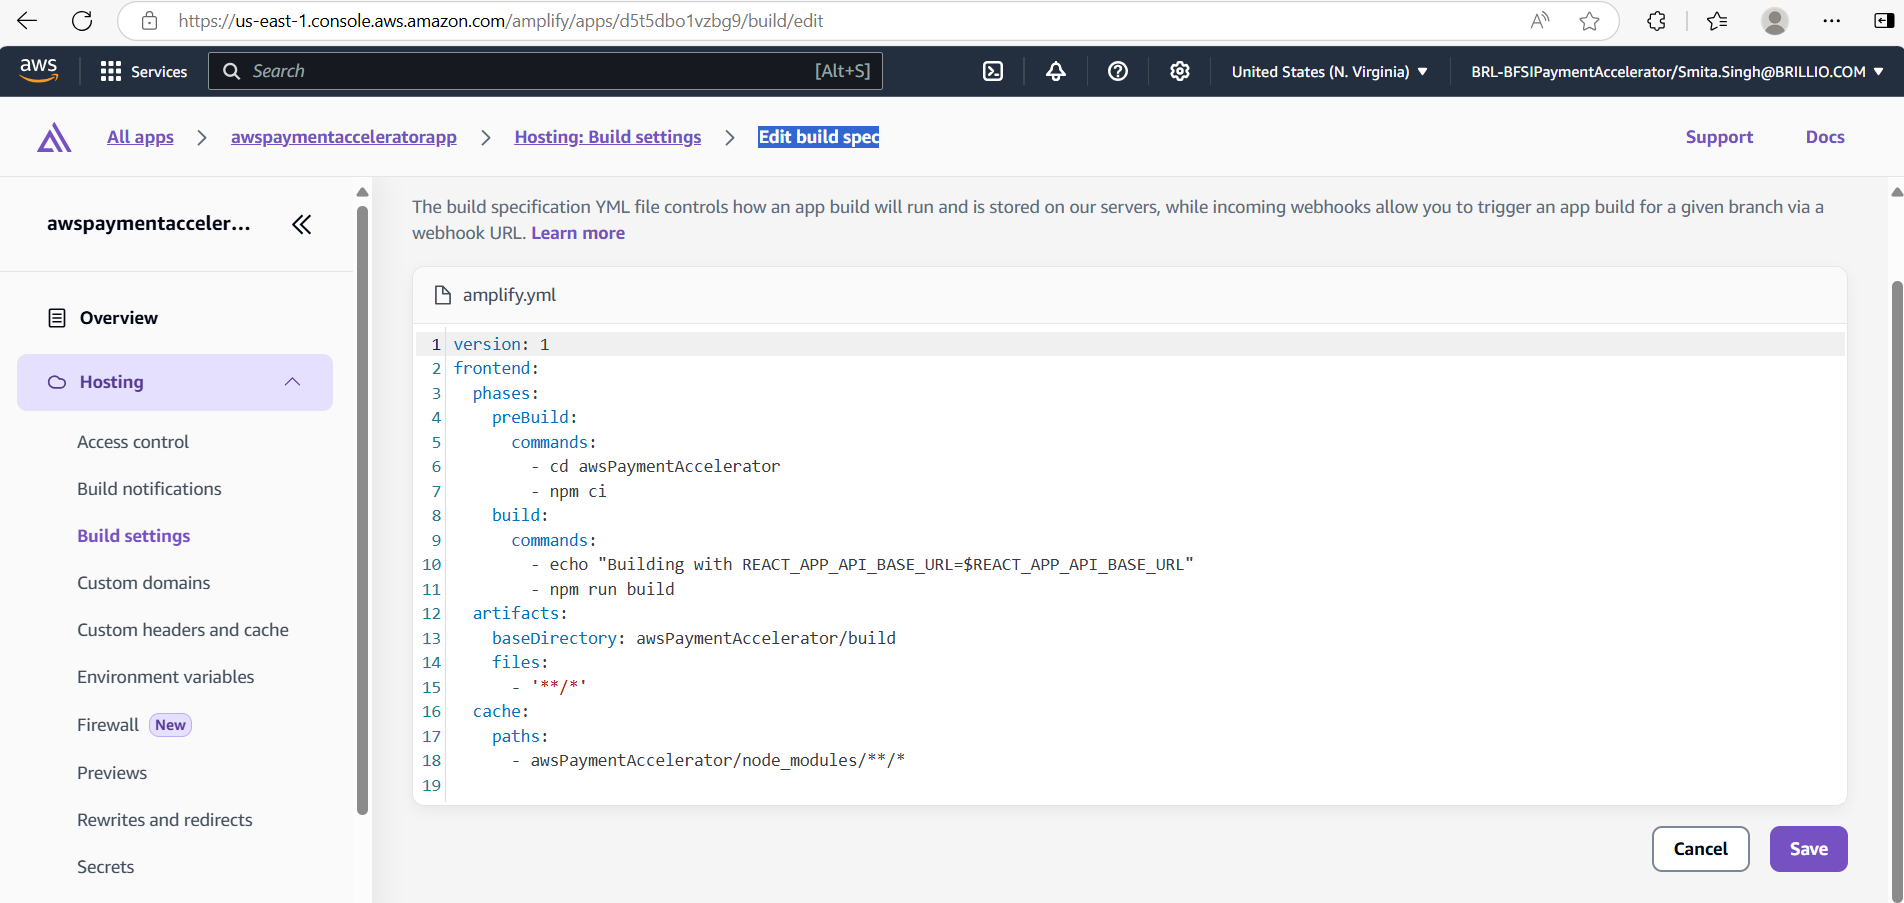 https://us-east-1.console.aws.amazon.com/amplify/apps/d5t5dbo1vzbg9/build/edit
aws
Services
Search
[Alt+S]
United States (N. Virginia)
BRL-BFSIPaymentAccelerator/Smita.Singh@BRILLIO.COM
All apps
awspaymentacceleratorapp
Hosting: Build settings
Edit build spec
Support
Docs
awspaymentacceler...
Overview
Hosting
Access control
Build notifications
Build settings
Custom domains
Custom headers and cache
Environment variables
Firewall New
Previews
Rewrites and redirects
Secrets
The build specification YML file controls how an app build will run and is stored on our servers, while incoming webhooks allow you to trigger an app build for a given branch via a
webhook URL. Learn more
amplify.yml
1 version: 1
2 frontend:
3   phases:
4     preBuild:
5       commands:
6         - cd awsPaymentAccelerator
7         - npm ci
8     build:
9       commands:
10         - echo "Building with REACT_APP_API_BASE_URL=$REACT_APP_API_BASE_URL"
11         - npm run build
12   artifacts:
13     baseDirectory: awsPaymentAccelerator/build
14     files:
15       - '**/*'
16   cache:
17     paths:
18       - awsPaymentAccelerator/node_modules/**/*
19
Cancel
Save